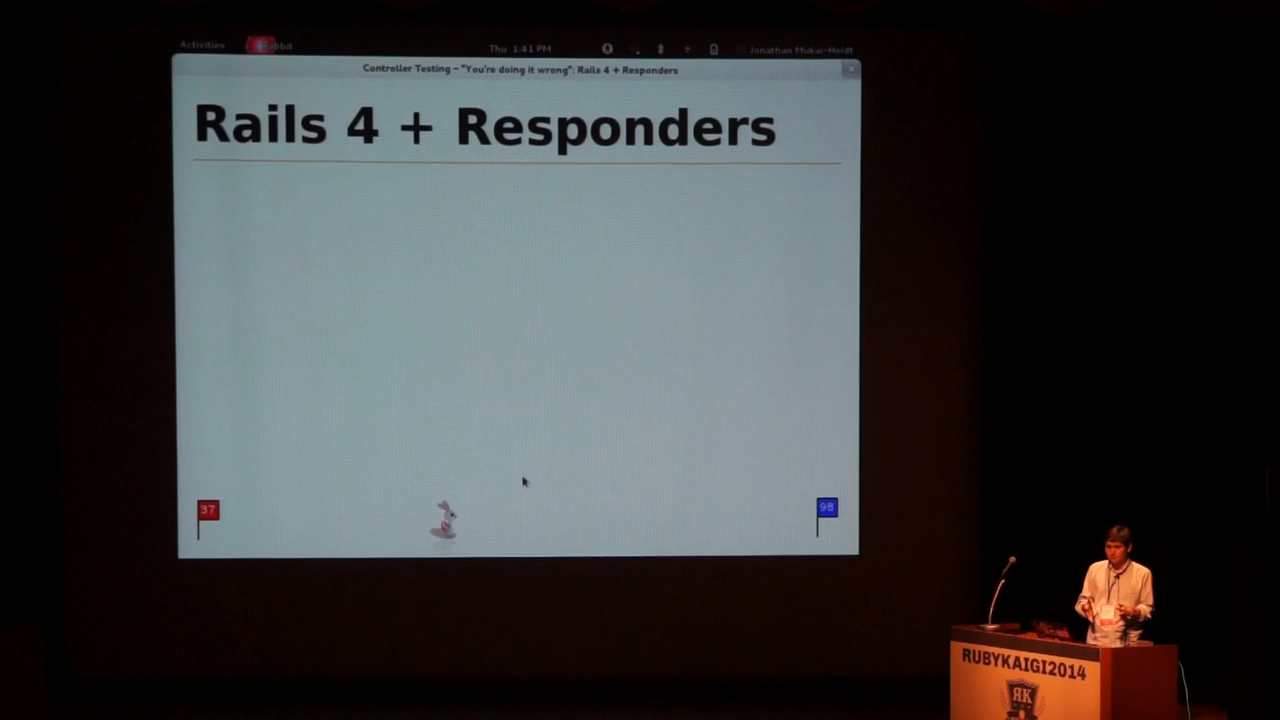 Activities
Thu 1:41 PM
Jonathan Mukai-Heidt
Controller Testing - "You're doing it wrong": Rails 4 + Responders
Rails 4 + Responders
37
98
RUBYKAIGI2014
RK